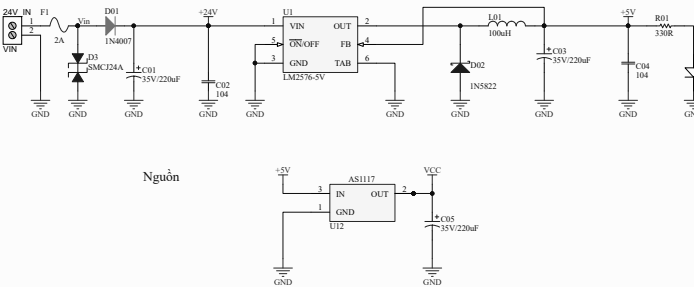 24V IN
1
2
VIN
F1
2A
Vin
D01
1N4007
D3
SMCJ24A
C01
35V/220uF
+24V
C02
104
U1
1 VIN OUT 2
5 ON/OFF FB 4
3 GND TAB 6
LM2576-5V
L01
100uH
D02
1N5822
C03
35V/220uF
+5V
C04
104
R01
330R
GND GND GND GND GND GND GND GND GND
Nguồn
+5V
AS1117
VCC
3 IN OUT 2
1 GND
U12
C05
35V/220uF
GND GND